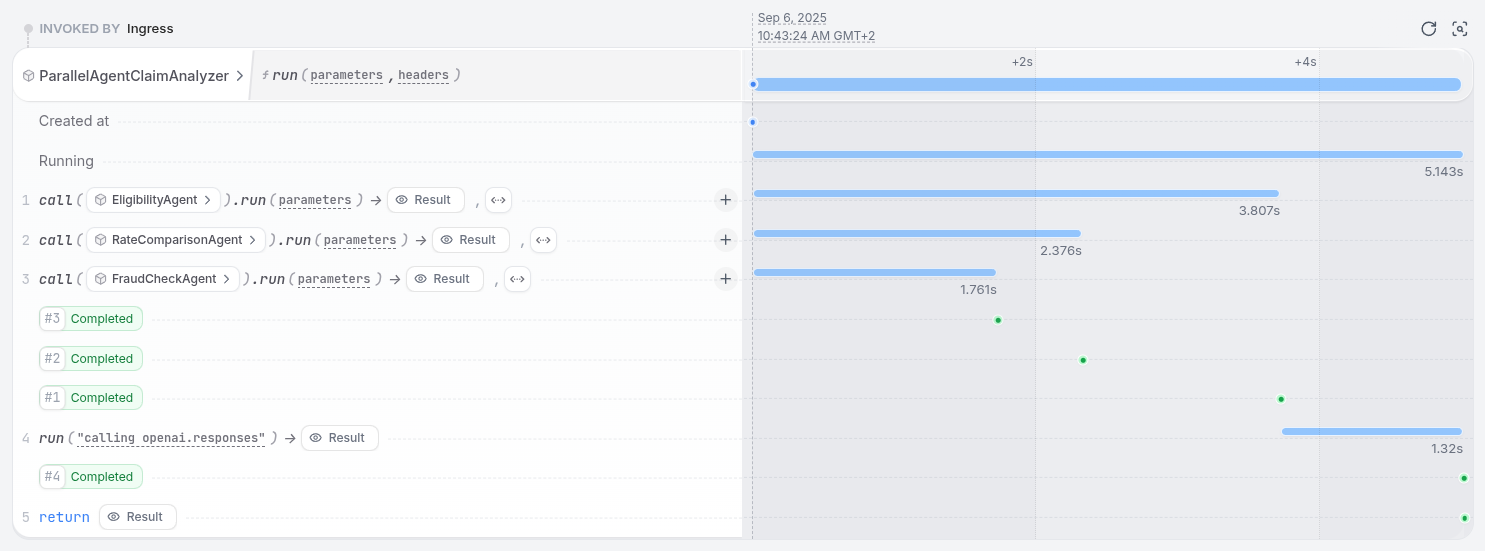 INVOKED BY Ingress
Sep 6, 2025
10:43:24 AM GMT+2
ParallelAgentClaimAnalyzer
f run(parameters, headers)
+2s
+4s
Created at
Running
5.143s
1 call(EligibilityAgent).run(parameters) → Result,
3.807s
2 call(RateComparisonAgent).run(parameters) → Result,
2.376s
3 call(FraudCheckAgent).run(parameters) → Result,
1.761s
#3 Completed
#2 Completed
#1 Completed
4 run("calling openai.responses") → Result
1.32s
#4 Completed
5 return Result